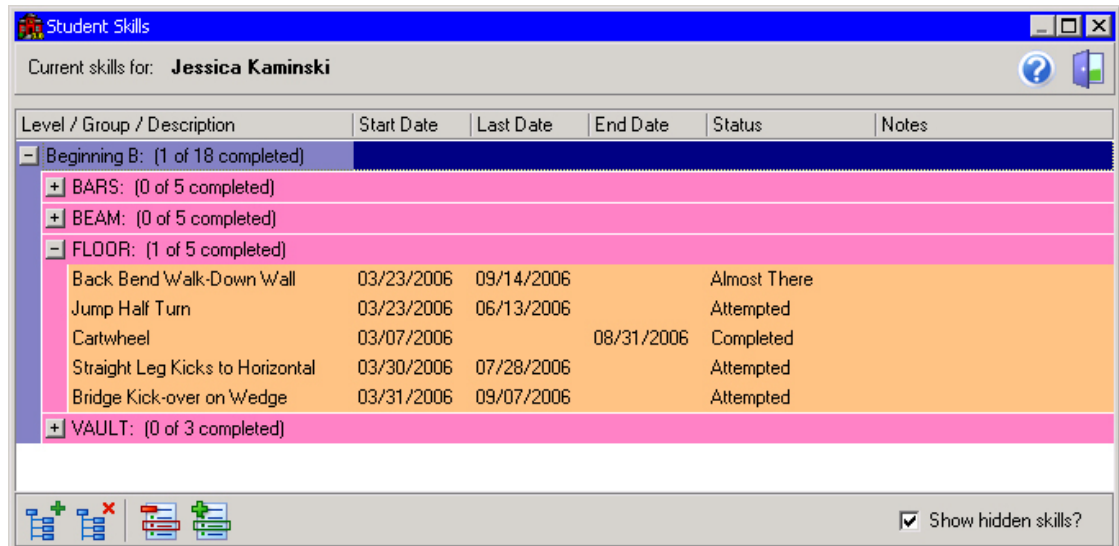 Student Skills
Current skills for: Jessica Kaminski
Level / Group / Description Start Date Last Date End Date Status Notes
Beginning B: (1 of 18 completed)
BARS: (0 of 5 completed)
BEAM: (0 of 5 completed)
FLOOR: (1 of 5 completed)
Back Bend Walk-Down Wall 03/23/2006 09/14/2006 Almost There
Jump Half Turn 03/23/2006 06/13/2006 Attempted
Cartwheel 03/07/2006 08/31/2006 Completed
Straight Leg Kicks to Horizontal 03/30/2006 07/28/2006 Attempted
Bridge Kick-over on Wedge 03/31/2006 09/07/2006 Attempted
VAULT: (0 of 3 completed)
Show hidden skills?